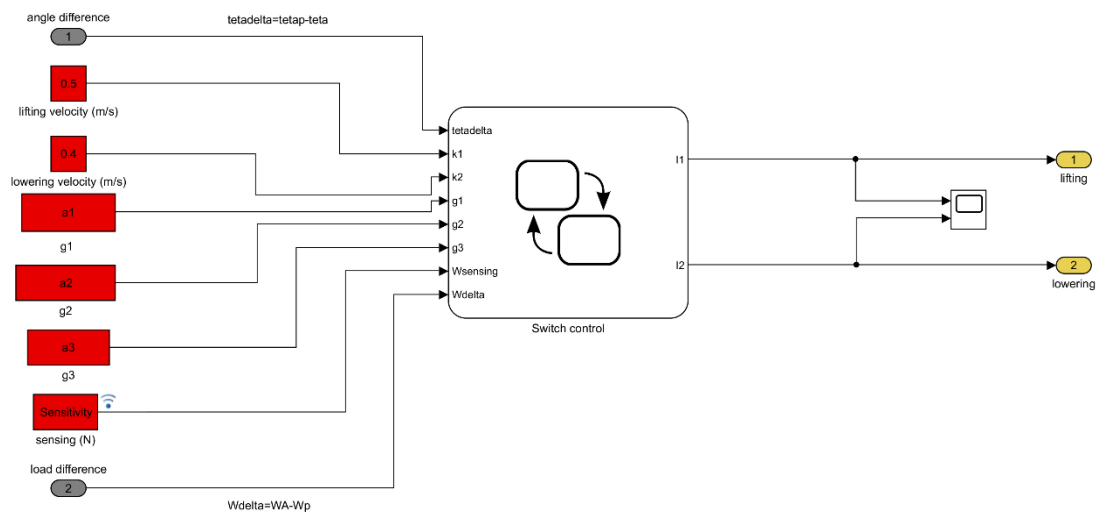 angle difference
1
tetadelta=tetap-teta
0.5
lifting velocity (m/s)
0.4
lowering velocity (m/s)
a1
g1
a2
g2
a3
g3
Sensitivity
sensing (N)
load difference
2
Wdelta=WA-Wp
tetadelta
k1
k2
g1
g2
g3
Wsensing
Wdelta
I1
I2
Switch control
1
lifting
2
lowering